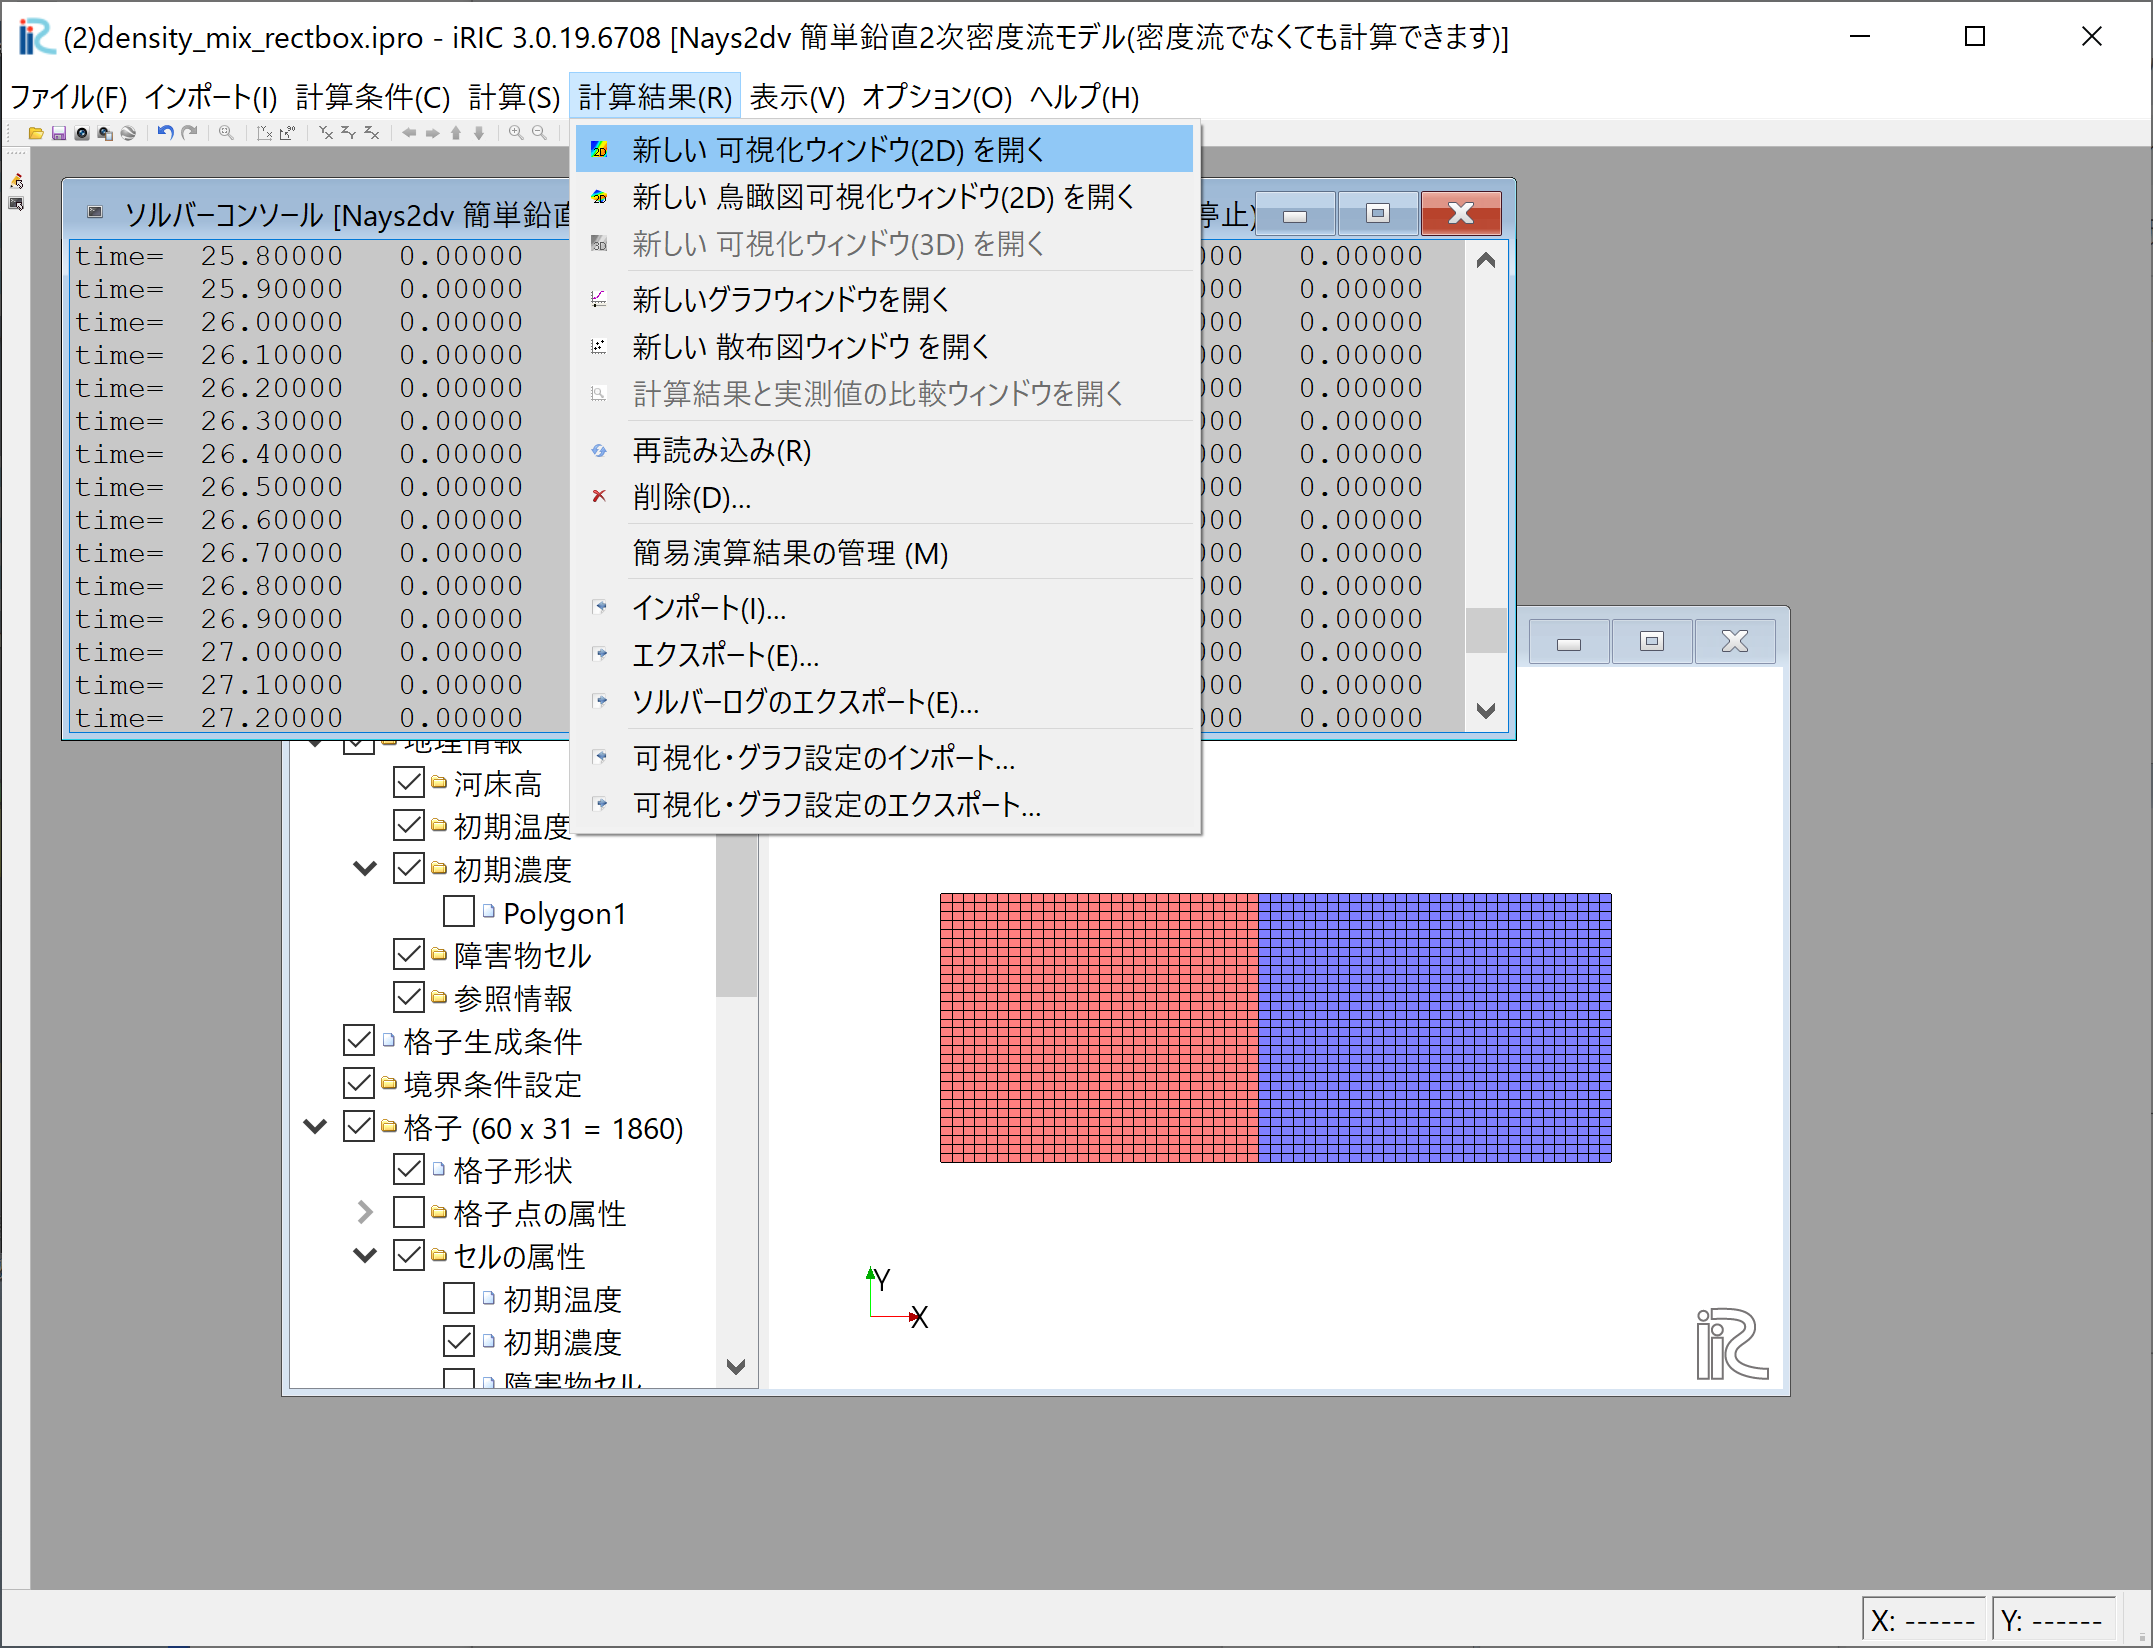 (2)density_mix_rectbox.ipro - iRIC 3.0.19.6708 [Nays2dv 簡単鉛直2次密度流モデル(密度流でなくても計算できます)]
ファイル(F) インポート(I) 計算条件(C) 計算(S) 計算結果(R) 表示(V) オプション(O) ヘルプ(H)
新しい 可視化ウィンドウ(2D) を開く
新しい 鳥瞰図可視化ウィンドウ(2D) を開く
新しい 可視化ウィンドウ(3D) を開く
新しいグラフウィンドウを開く
新しい 散布図ウィンドウ を開く
計算結果と実測値の比較ウィンドウを開く
再読み込み(R)
削除(D)...
簡易演算結果の管理 (M)
インポート(I)...
エクスポート(E)...
ソルバーログのエクスポート(E)...
可視化・グラフ設定のインポート...
可視化・グラフ設定のエクスポート...
ソルバーコンソール [Nays2dv 簡単鉛直 停止)
time= 25.80000 0.00000 000 0.00000
time= 25.90000 0.00000 000 0.00000
time= 26.00000 0.00000 000 0.00000
time= 26.10000 0.00000 000 0.00000
time= 26.20000 0.00000 000 0.00000
time= 26.30000 0.00000 000 0.00000
time= 26.40000 0.00000 000 0.00000
time= 26.50000 0.00000 000 0.00000
time= 26.60000 0.00000 000 0.00000
time= 26.70000 0.00000 000 0.00000
time= 26.80000 0.00000 000 0.00000
time= 26.90000 0.00000 000 0.00000
time= 27.00000 0.00000 000 0.00000
time= 27.10000 0.00000 000 0.00000
time= 27.20000 0.00000 000 0.00000
地理情報
河床高
初期温度
初期濃度
Polygon1
障害物セル
参照情報
格子生成条件
境界条件設定
格子 (60 x 31 = 1860)
格子形状
格子点の属性
セルの属性
初期温度
初期濃度
障害物セル
Y
X
iRIC
X: ------ Y: ------